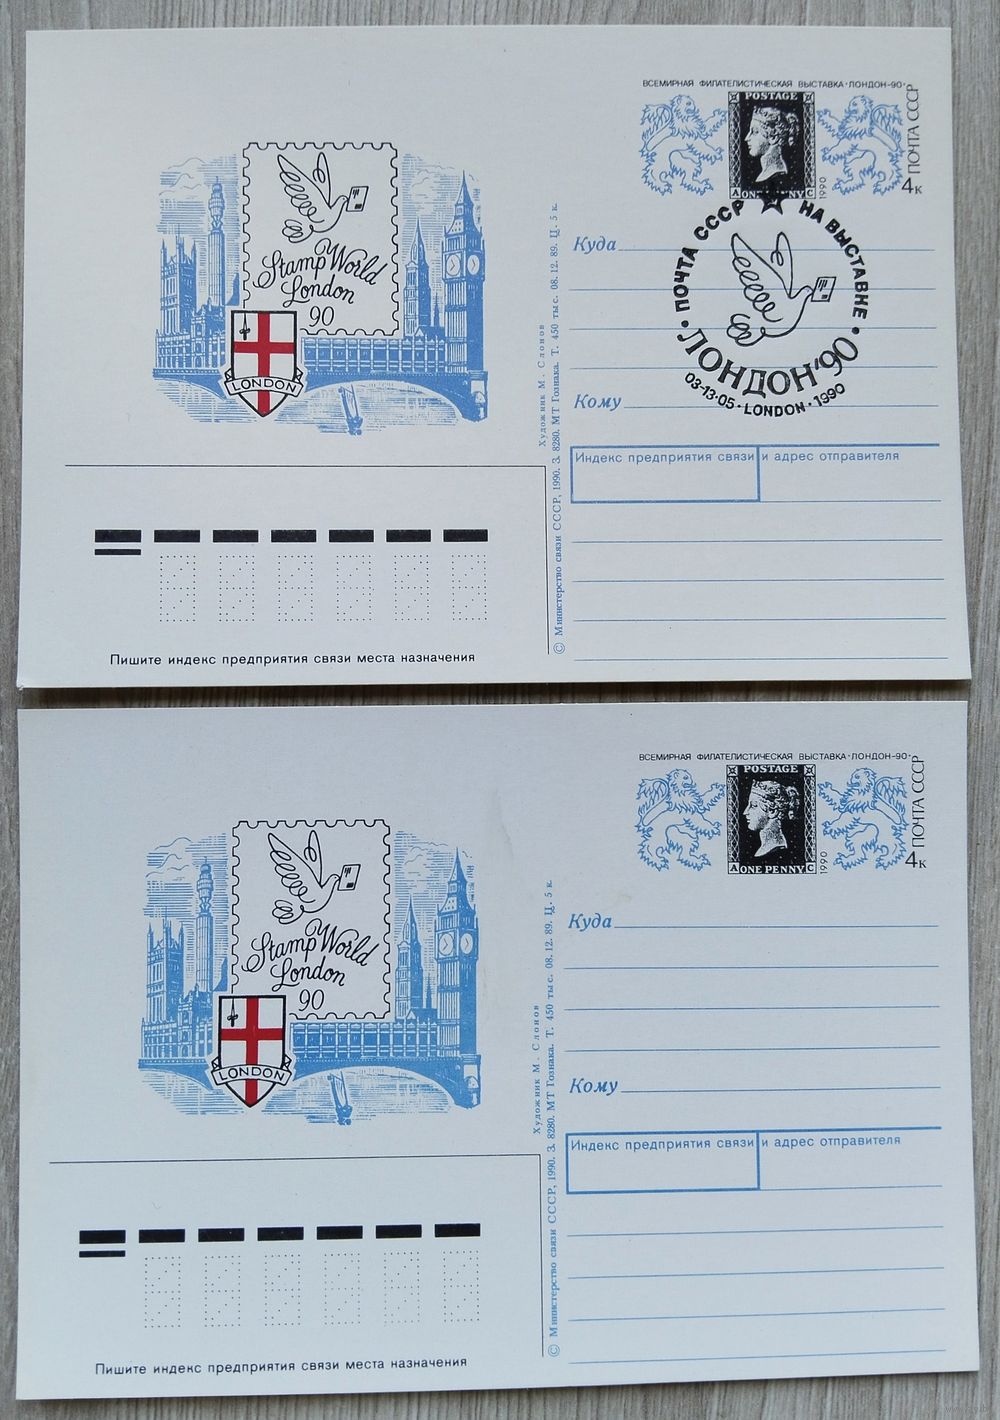 ВСЕМИРНАЯ ФИЛАТЕЛИСТИЧЕСКАЯ ВЫСТАВКА·ЛОНДОН-90·
POSTAGE
A ONE PENNY C
1990
ПОЧТА СССР
4к
Stamp World
London
90
LONDON
ПОЧТА СССР НА ВЫСТАВКЕ
·ЛОНДОН'90·
03-13·05·LONDON·1990
Куда
Кому
Индекс предприятия связи и адрес отправителя
Художник М. Слонов
© Министерство связи СССР, 1990. З. 8280. МТ Гознака. Т. 450 тыс. 08.12.89. Ц. 5 к.
Пишите индекс предприятия связи места назначения
ВСЕМИРНАЯ ФИЛАТЕЛИСТИЧЕСКАЯ ВЫСТАВКА·ЛОНДОН-90·
POSTAGE
A ONE PENNY C
1990
ПОЧТА СССР
4к
Stamp World
London
90
LONDON
Куда
Кому
Индекс предприятия связи и адрес отправителя
Художник М. Слонов
© Министерство связи СССР, 1990. З. 8280. МТ Гознака. Т. 450 тыс. 08.12.89. Ц. 5 к.
Пишите индекс предприятия связи места назначения